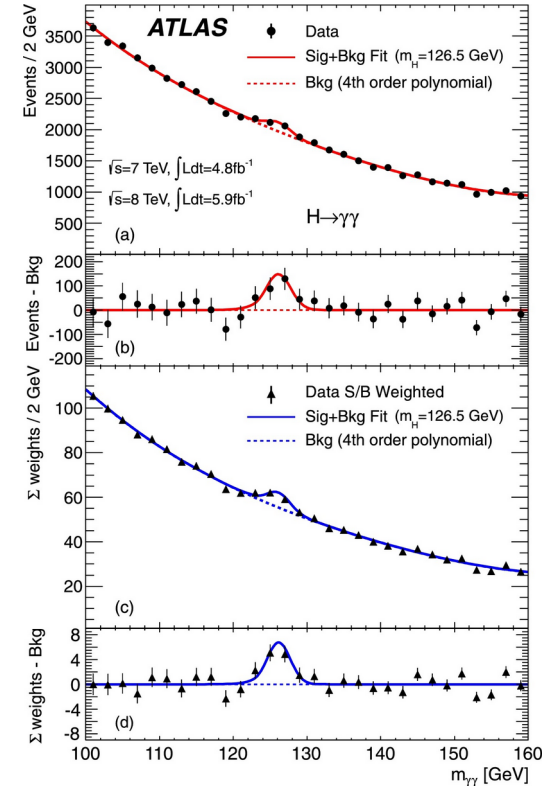 ATLAS
Data
Sig+Bkg Fit (mH=126.5 GeV)
Bkg (4th order polynomial)
Events / 2 GeV
3500
3000
2500
2000
1500
1000
500
√s=7 TeV, ∫Ldt=4.8fb-1
√s=8 TeV, ∫Ldt=5.9fb-1
H→γγ
(a)
Events - Bkg
200
100
0
-100
-200
(b)
Σ weights / 2 GeV
100
80
60
40
20
Data S/B Weighted
Sig+Bkg Fit (mH=126.5 GeV)
Bkg (4th order polynomial)
(c)
Σ weights - Bkg
8
4
0
-4
-8
(d)
100 110 120 130 140 150 160
mγγ [GeV]